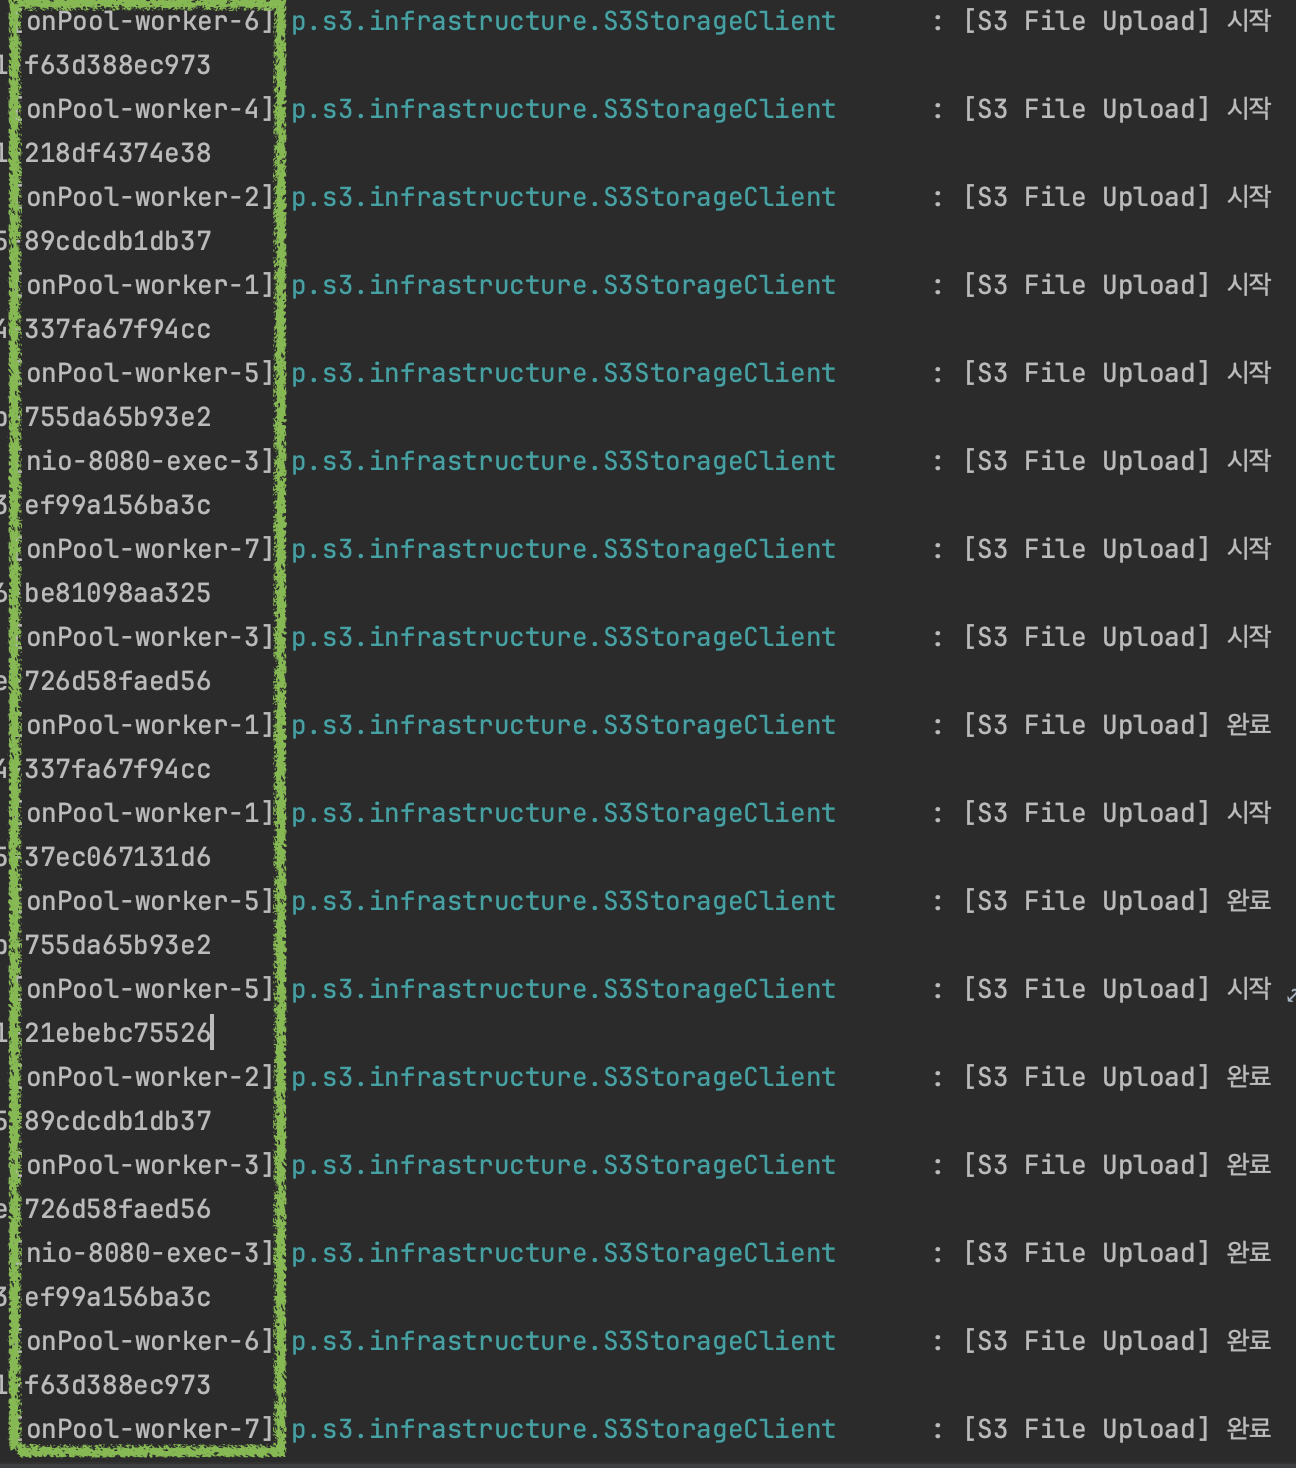 onPool-worker-6] p.s3.infrastructure.S3StorageClient : [S3 File Upload] 시작
f63d388ec973
onPool-worker-4] p.s3.infrastructure.S3StorageClient : [S3 File Upload] 시작
218df4374e38
onPool-worker-2] p.s3.infrastructure.S3StorageClient : [S3 File Upload] 시작
89cdcdb1db37
onPool-worker-1] p.s3.infrastructure.S3StorageClient : [S3 File Upload] 시작
337fa67f94cc
onPool-worker-5] p.s3.infrastructure.S3StorageClient : [S3 File Upload] 시작
755da65b93e2
nio-8080-exec-3] p.s3.infrastructure.S3StorageClient : [S3 File Upload] 시작
ef99a156ba3c
onPool-worker-7] p.s3.infrastructure.S3StorageClient : [S3 File Upload] 시작
be81098aa325
onPool-worker-3] p.s3.infrastructure.S3StorageClient : [S3 File Upload] 시작
726d58faed56
onPool-worker-1] p.s3.infrastructure.S3StorageClient : [S3 File Upload] 완료
337fa67f94cc
onPool-worker-1] p.s3.infrastructure.S3StorageClient : [S3 File Upload] 시작
37ec067131d6
onPool-worker-5] p.s3.infrastructure.S3StorageClient : [S3 File Upload] 완료
755da65b93e2
onPool-worker-5] p.s3.infrastructure.S3StorageClient : [S3 File Upload] 시작
21ebebc75526
onPool-worker-2] p.s3.infrastructure.S3StorageClient : [S3 File Upload] 완료
89cdcdb1db37
onPool-worker-3] p.s3.infrastructure.S3StorageClient : [S3 File Upload] 완료
726d58faed56
nio-8080-exec-3] p.s3.infrastructure.S3StorageClient : [S3 File Upload] 완료
ef99a156ba3c
onPool-worker-6] p.s3.infrastructure.S3StorageClient : [S3 File Upload] 완료
f63d388ec973
onPool-worker-7] p.s3.infrastructure.S3StorageClient : [S3 File Upload] 완료